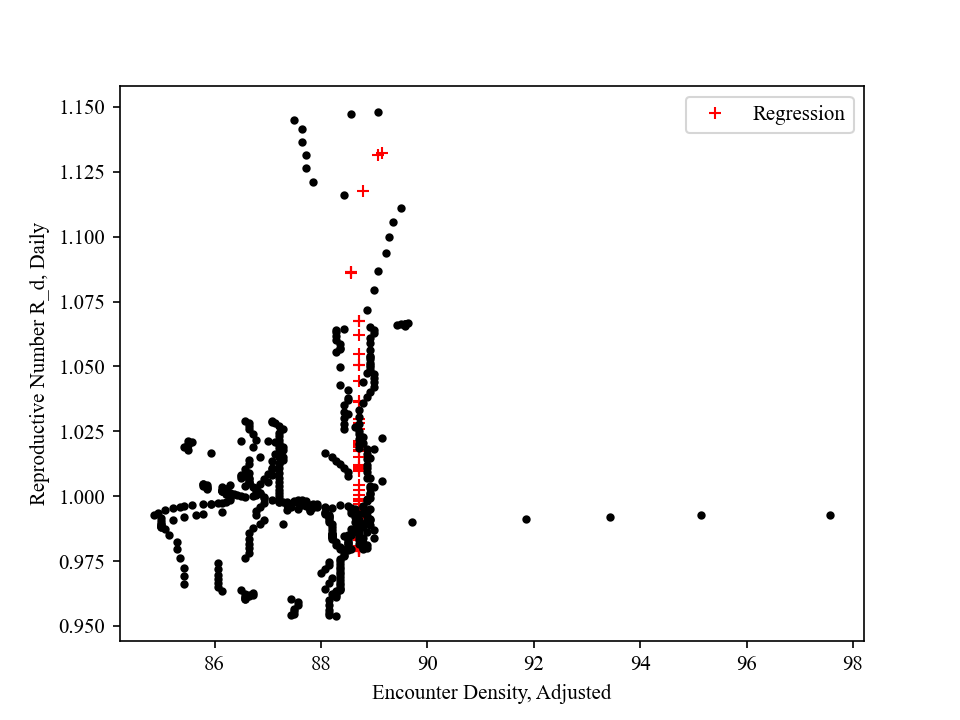 1.150
1.125
1.100
1.075
1.050
1.025
1.000
0.975
0.950
Reproductive Number R_d, Daily
Regression
86 88 90 92 94 96 98
Encounter Density, Adjusted